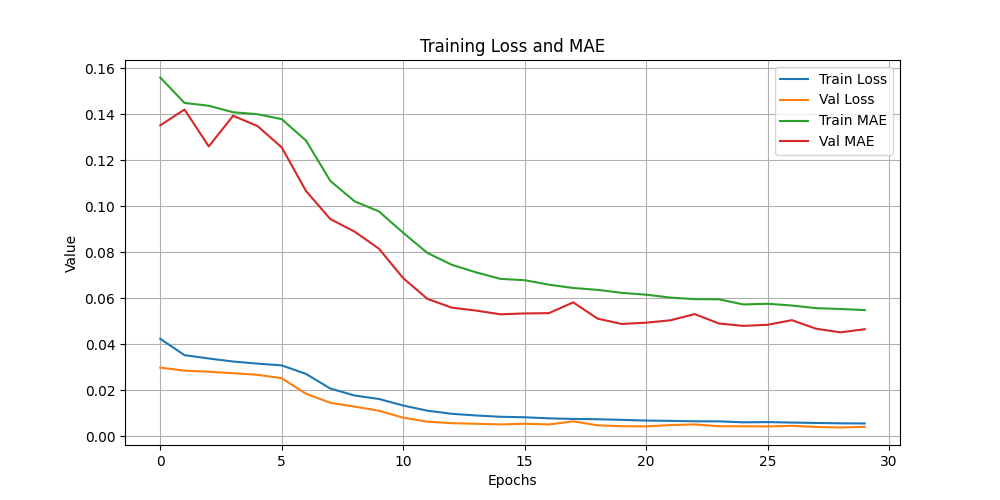 Training Loss and MAE
Train Loss
Val Loss
Train MAE
Val MAE
0.16
0.14
0.12
0.10
0.08
0.06
0.04
0.02
0.00
Value
0 5 10 15 20 25 30
Epochs